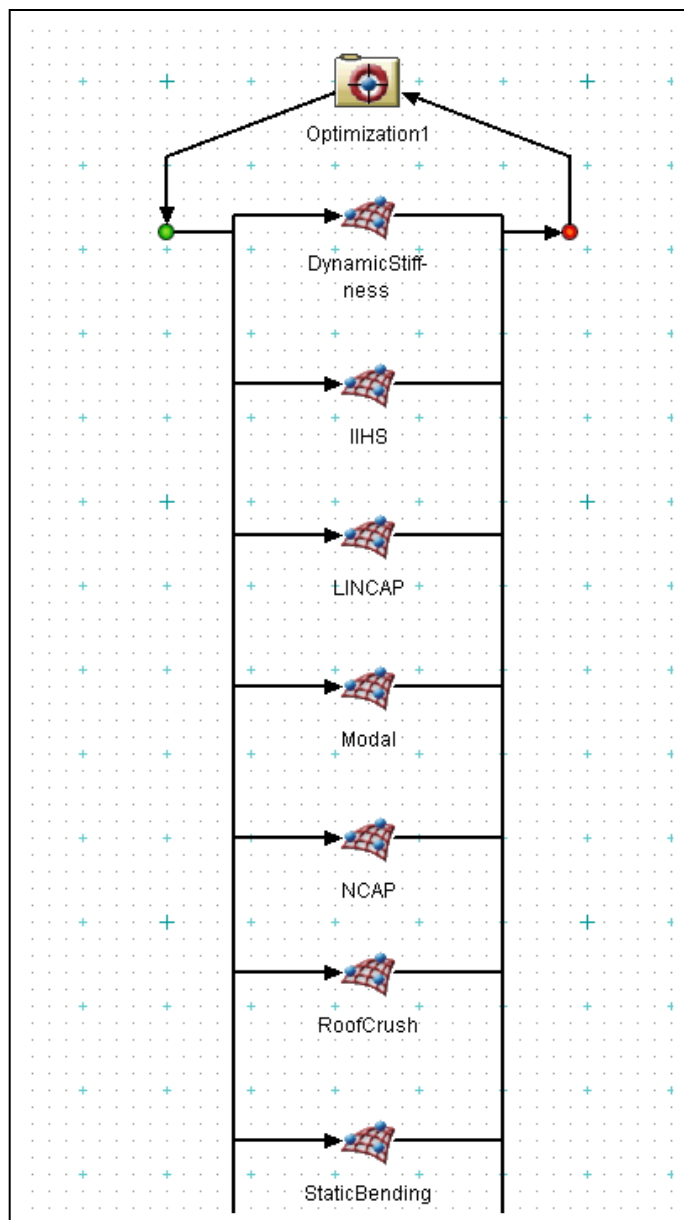 Optimization1
DynamicStiff-
ness
IIHS
LINCAP
Modal
NCAP
RoofCrush
StaticBending